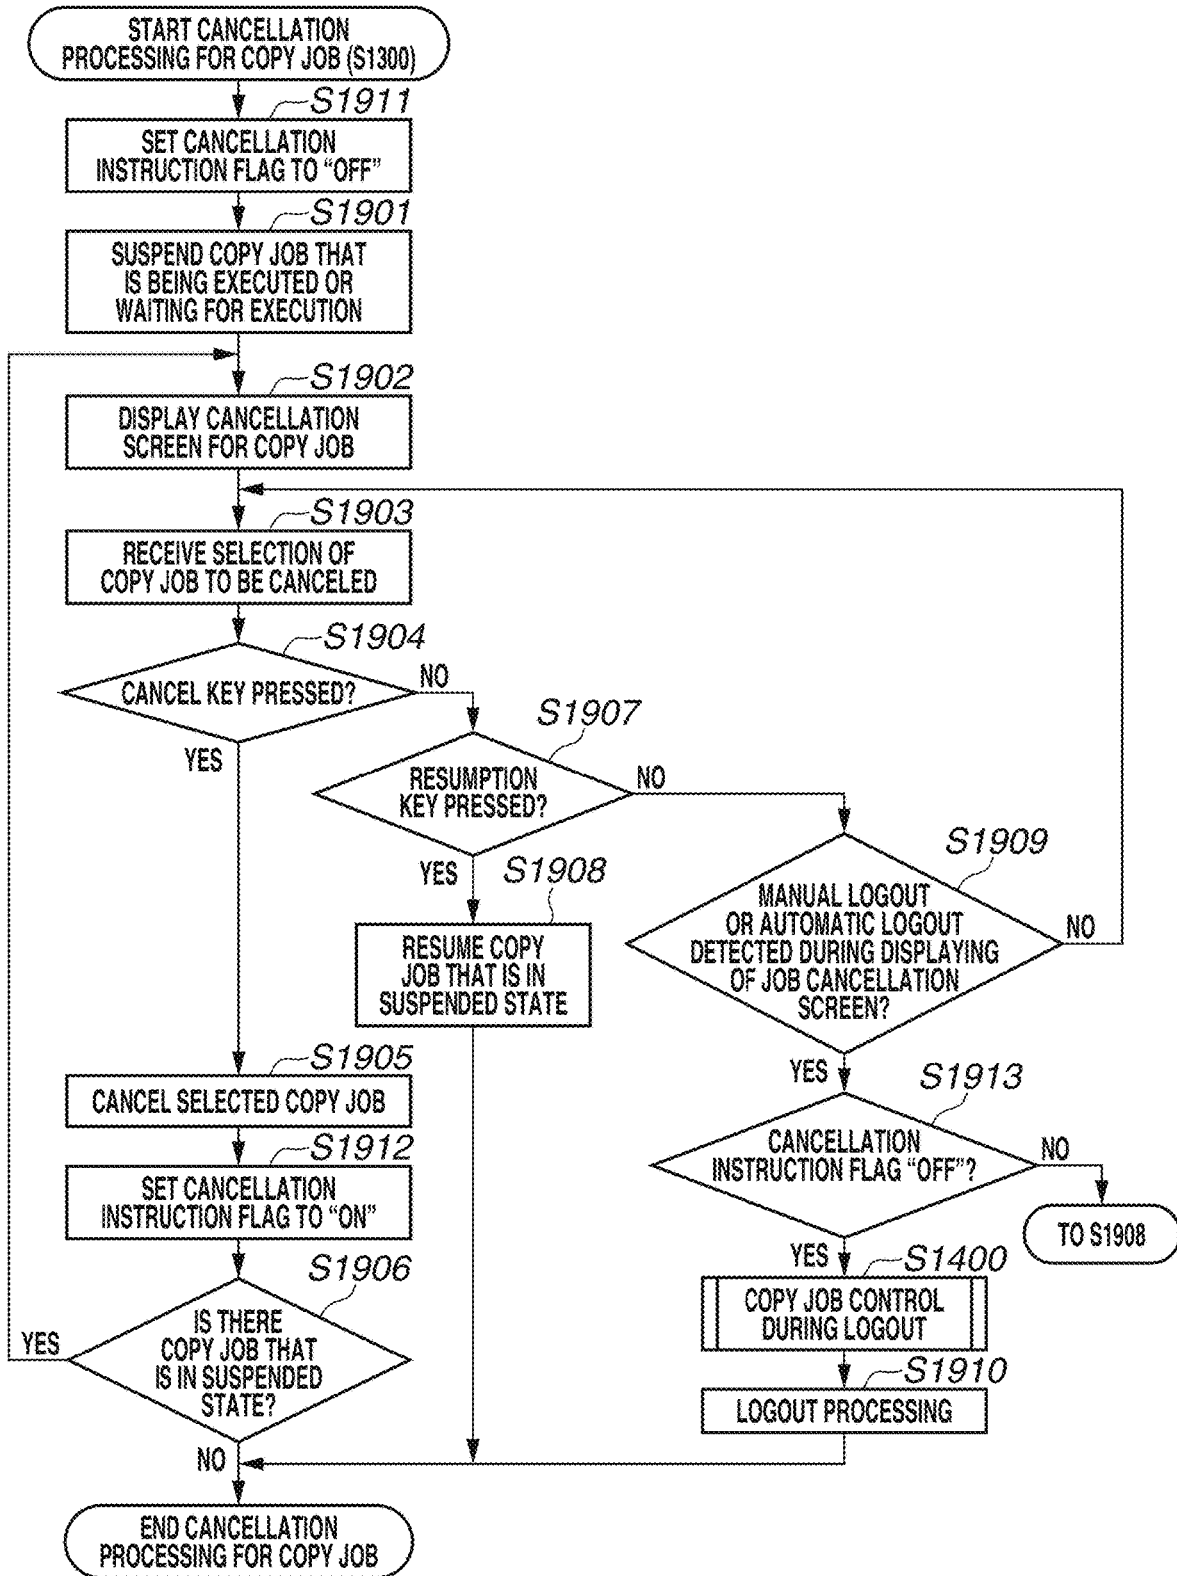 START CANCELLATION
PROCESSING FOR COPY JOB (S1300)
S1911
SET CANCELLATION
INSTRUCTION FLAG TO “OFF”
S1901
SUSPEND COPY JOB THAT
IS BEING EXECUTED OR
WAITING FOR EXECUTION
S1902
DISPLAY CANCELLATION
SCREEN FOR COPY JOB
S1903
RECEIVE SELECTION OF
COPY JOB TO BE CANCELED
S1904
CANCEL KEY PRESSED?
NO
YES
S1907
RESUMPTION
KEY PRESSED?
NO
YES
S1908
RESUME COPY
JOB THAT IS IN
SUSPENDED STATE
S1909
MANUAL LOGOUT
OR AUTOMATIC LOGOUT
DETECTED DURING DISPLAYING
OF JOB CANCELLATION
SCREEN?
NO
YES
S1905
CANCEL SELECTED COPY JOB
S1912
SET CANCELLATION
INSTRUCTION FLAG TO “ON”
S1906
IS THERE
COPY JOB THAT
IS IN SUSPENDED
STATE?
YES
NO
S1913
CANCELLATION
INSTRUCTION FLAG “OFF”?
NO
TO S1908
YES
S1400
COPY JOB CONTROL
DURING LOGOUT
S1910
LOGOUT PROCESSING
END CANCELLATION
PROCESSING FOR COPY JOB